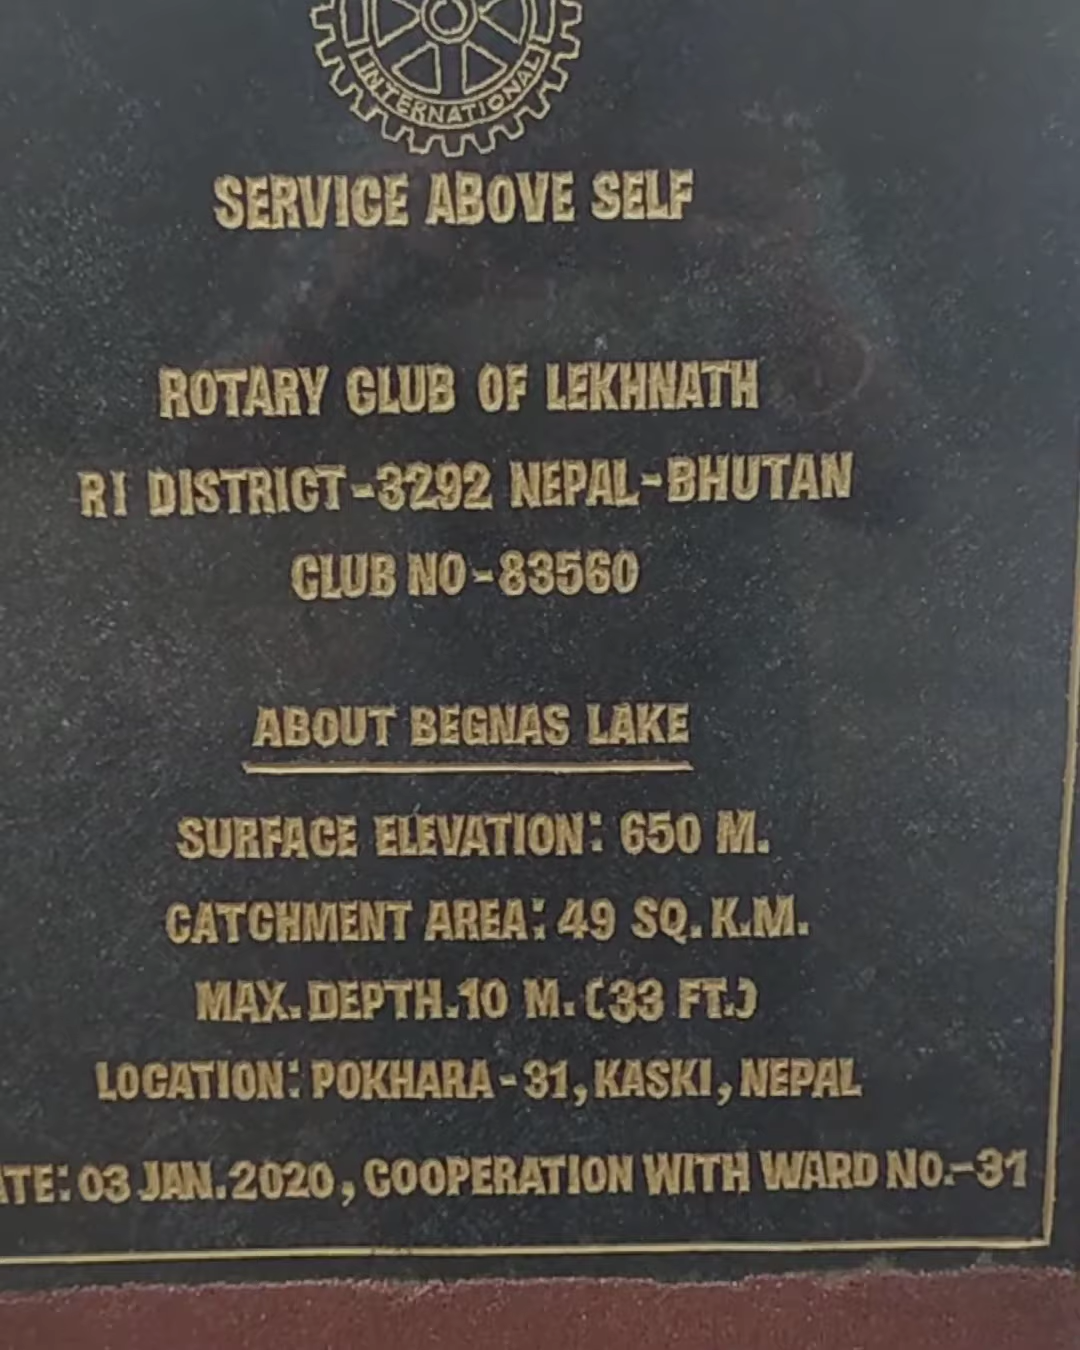 INTERNATIONAL
SERVICE ABOVE SELF
ROTARY CLUB OF LEKHNATH
RI DISTRICT-3292 NEPAL-BHUTAN
CLUB NO-83560
ABOUT BEGNAS LAKE
SURFACE ELEVATION: 650 M.
CATCHMENT AREA: 49 SQ. K.M.
MAX. DEPTH.10 M. (33 FT.)
LOCATION: POKHARA-31, KASKI, NEPAL
ATE: 03 JAN. 2020, COOPERATION WITH WARD NO.-31